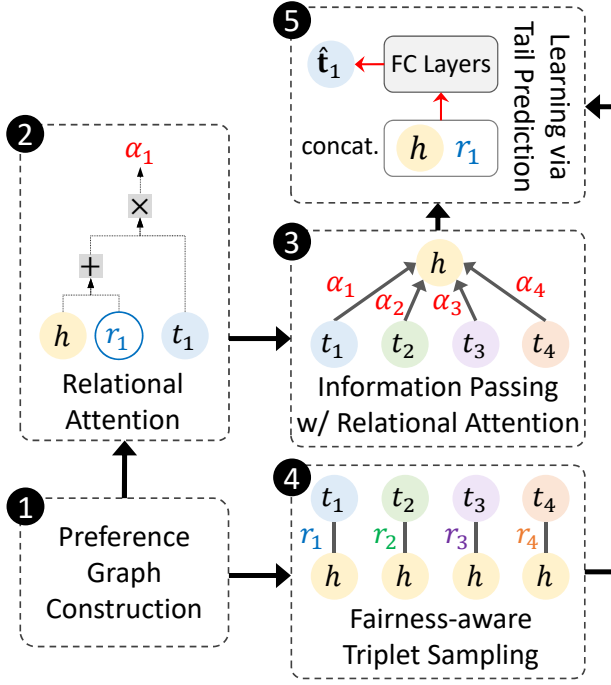 1
Preference
Graph
Construction
2
α₁
×
+
h r₁ t₁
Relational
Attention
3
h
α₁ α₂ α₃ α₄
t₁ t₂ t₃ t₄
Information Passing
w/ Relational Attention
4
t₁ t₂ t₃ t₄
r₁ r₂ r₃ r₄
h h h h
Fairness-aware
Triplet Sampling
5
t̂₁ FC Layers
concat. h r₁
Learning via
Tail Prediction